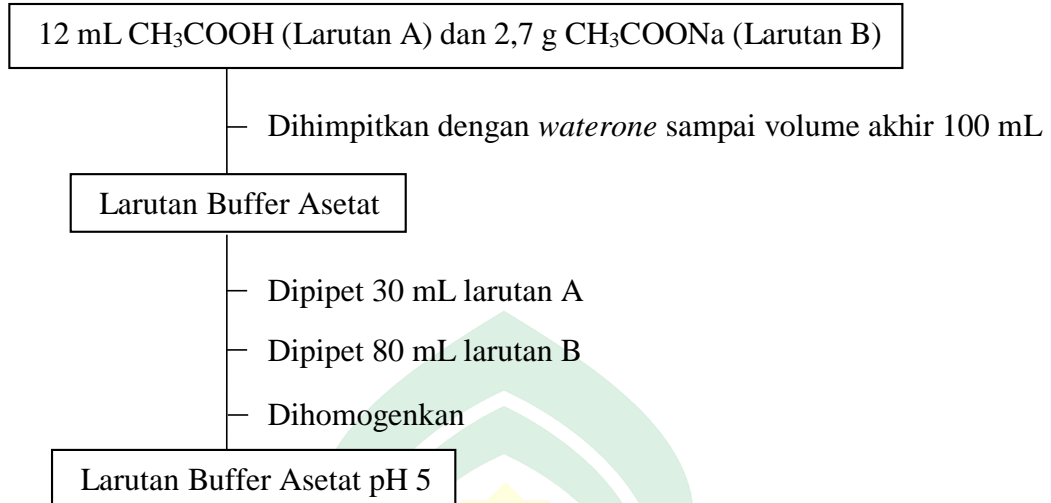 12 mL CH₃COOH (Larutan A) dan 2,7 g CH₃COONa (Larutan B)
Dihimpitkan dengan waterone sampai volume akhir 100 mL
Larutan Buffer Asetat
Dipipet 30 mL larutan A
Dipipet 80 mL larutan B
Dihomogenkan
Larutan Buffer Asetat pH 5